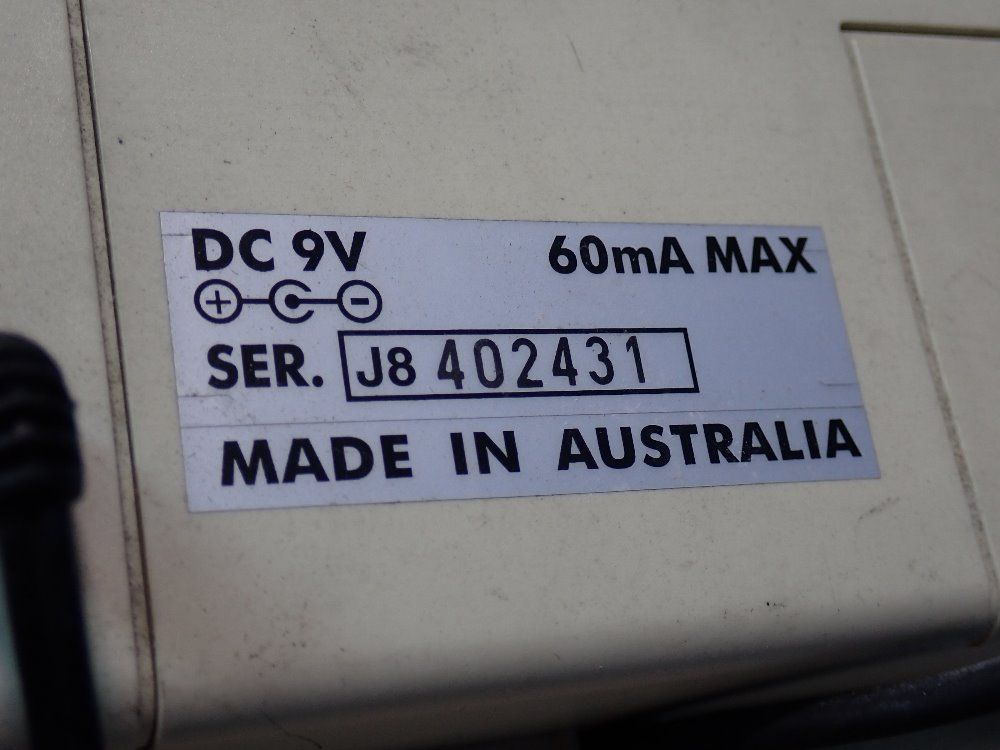 DC 9V 60mA MAX
SER. J8 402431
MADE IN AUSTRALIA